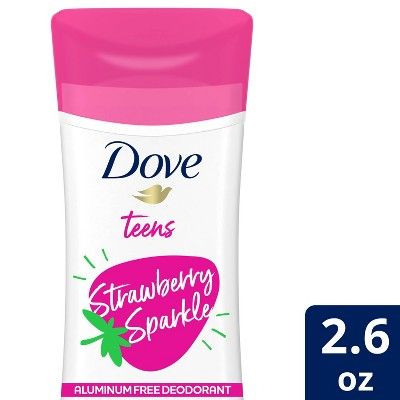 Dove
teens
Strawberry
Sparkle
ALUMINUM FREE DEODORANT
2.6
oz